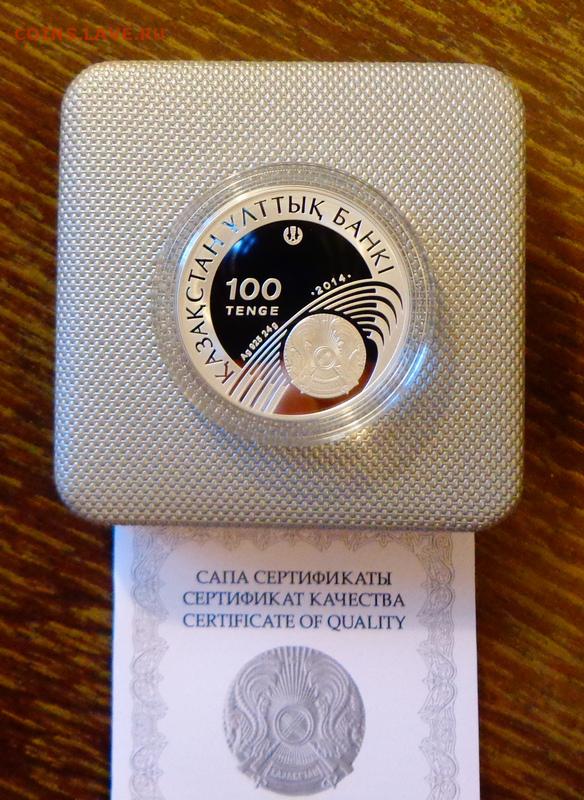 COINS.LAVE.RU
ҚАЗАҚСТАН ҰЛТТЫҚ БАНКІ
100
TENGE
·2014·
Ag 925 24g
САПА СЕРТИФИКАТЫ
СЕРТИФИКАТ КАЧЕСТВА
CERTIFICATE OF QUALITY
ҚАЗАҚСТАН